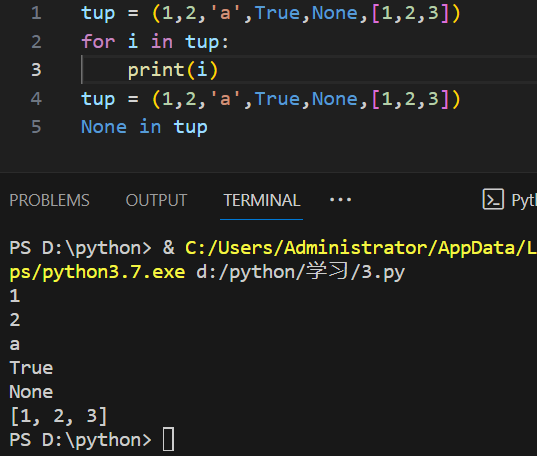 1 tup = (1,2,'a',True,None,[1,2,3])
2 for i in tup:
3     print(i)
4 tup = (1,2,'a',True,None,[1,2,3])
5 None in tup
PROBLEMS OUTPUT TERMINAL ··· Pyt
PS D:\python> & C:/Users/Administrator/AppData/L
ps/python3.7.exe d:/python/学习/3.py
1
2
a
True
None
[1, 2, 3]
PS D:\python>